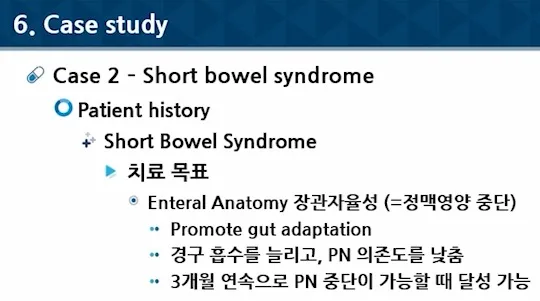 6. Case study
Case 2 - Short bowel syndrome
Patient history
Short Bowel Syndrome
치료 목표
Enteral Anatomy 장관자율성 (=정맥영양 중단)
Promote gut adaptation
경구 흡수를 늘리고, PN 의존도를 낮춤
3개월 연속으로 PN 중단이 가능할 때 달성 가능